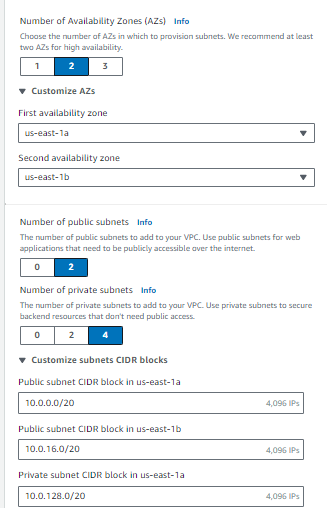 Number of Availability Zones (AZs) Info
Choose the number of AZs in which to provision subnets. We recommend at least
two AZs for high availability.
1 2 3
▼ Customize AZs
First availability zone
us-east-1a
Second availability zone
us-east-1b
Number of public subnets Info
The number of public subnets to add to your VPC. Use public subnets for web
applications that need to be publicly accessible over the internet.
0 2
Number of private subnets Info
The number of private subnets to add to your VPC. Use private subnets to secure
backend resources that don't need public access.
0 2 4
▼ Customize subnets CIDR blocks
Public subnet CIDR block in us-east-1a
10.0.0.0/20 4,096 IPs
Public subnet CIDR block in us-east-1b
10.0.16.0/20 4,096 IPs
Private subnet CIDR block in us-east-1a
10.0.128.0/20 4,096 IPs